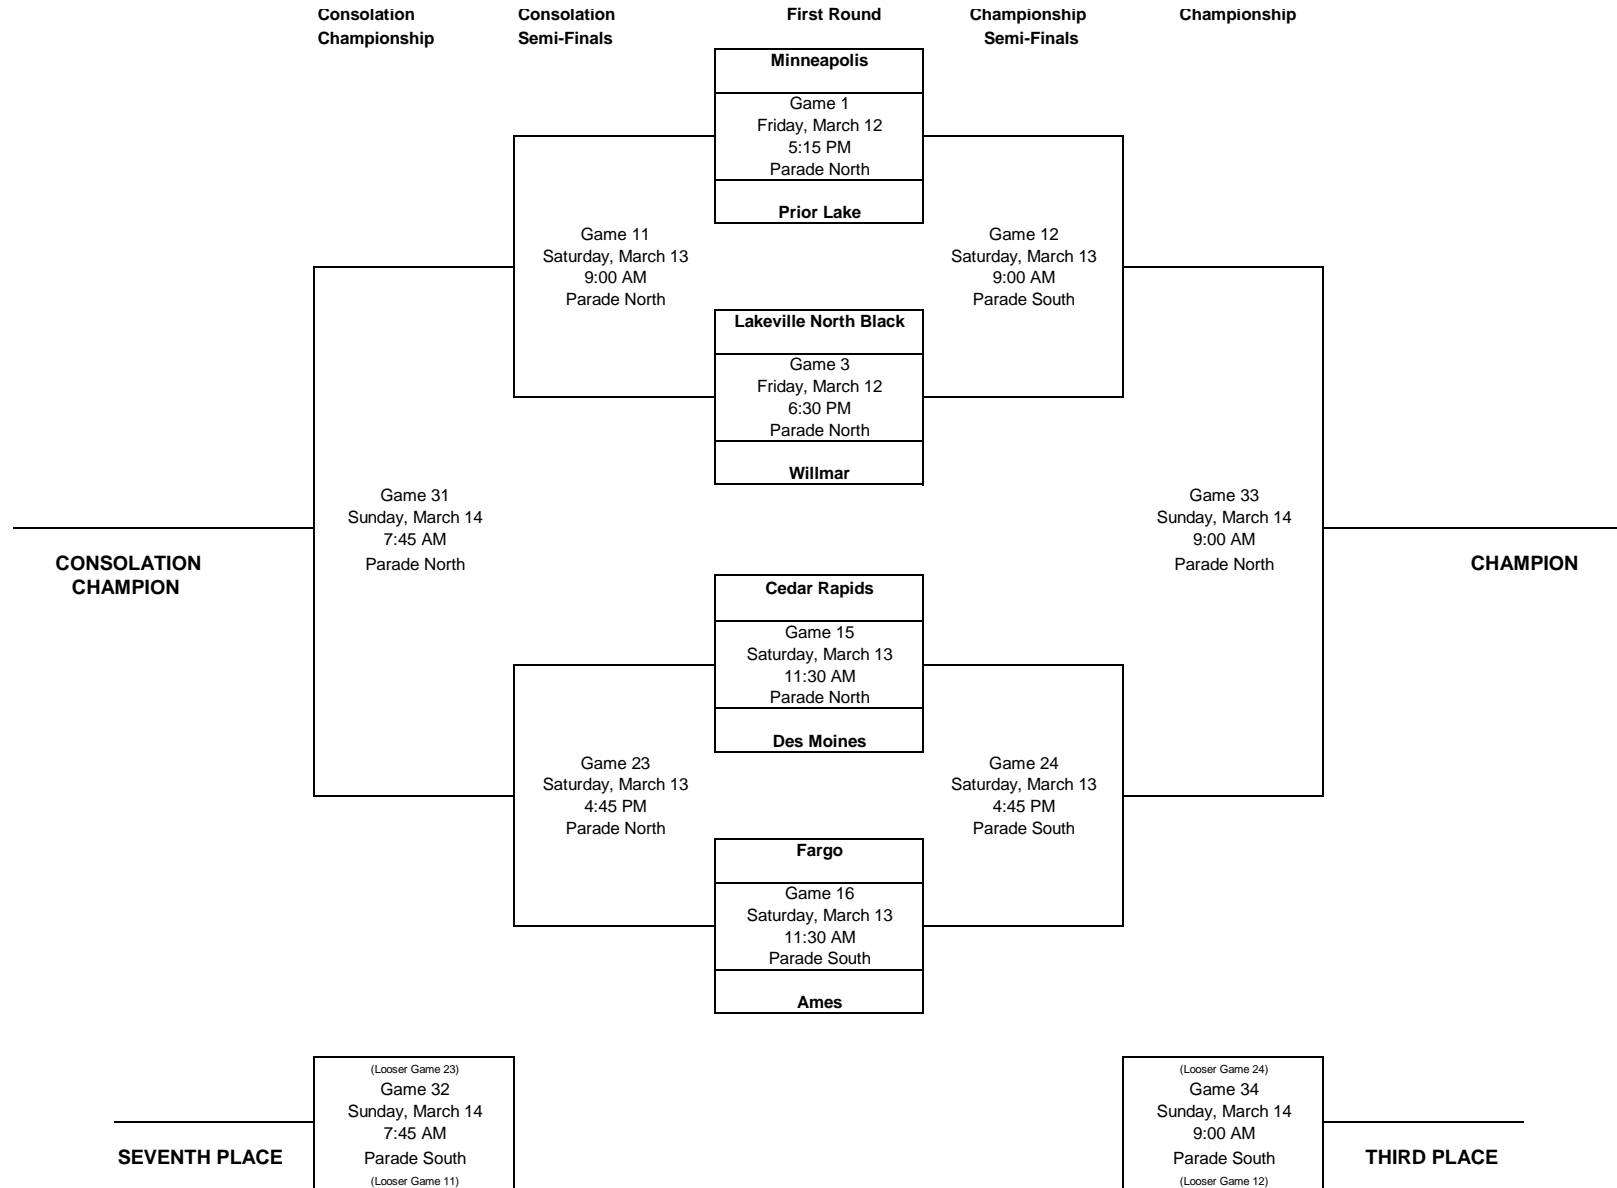 Consolation
Championship
Consolation
Semi-Finals
First Round
Championship
Semi-Finals
Championship
Minneapolis
Game 1
Friday, March 12
5:15 PM
Parade North
Prior Lake
Game 11
Saturday, March 13
9:00 AM
Parade North
Game 12
Saturday, March 13
9:00 AM
Parade South
Lakeville North Black
Game 3
Friday, March 12
6:30 PM
Parade North
Willmar
Game 31
Sunday, March 14
7:45 AM
Parade North
Game 33
Sunday, March 14
9:00 AM
Parade North
CONSOLATION
CHAMPION
CHAMPION
Cedar Rapids
Game 15
Saturday, March 13
11:30 AM
Parade North
Des Moines
Game 23
Saturday, March 13
4:45 PM
Parade North
Game 24
Saturday, March 13
4:45 PM
Parade South
Fargo
Game 16
Saturday, March 13
11:30 AM
Parade South
Ames
(Looser Game 23)
Game 32
Sunday, March 14
7:45 AM
Parade South
(Looser Game 11)
SEVENTH PLACE
(Looser Game 24)
Game 34
Sunday, March 14
9:00 AM
Parade South
(Looser Game 12)
THIRD PLACE